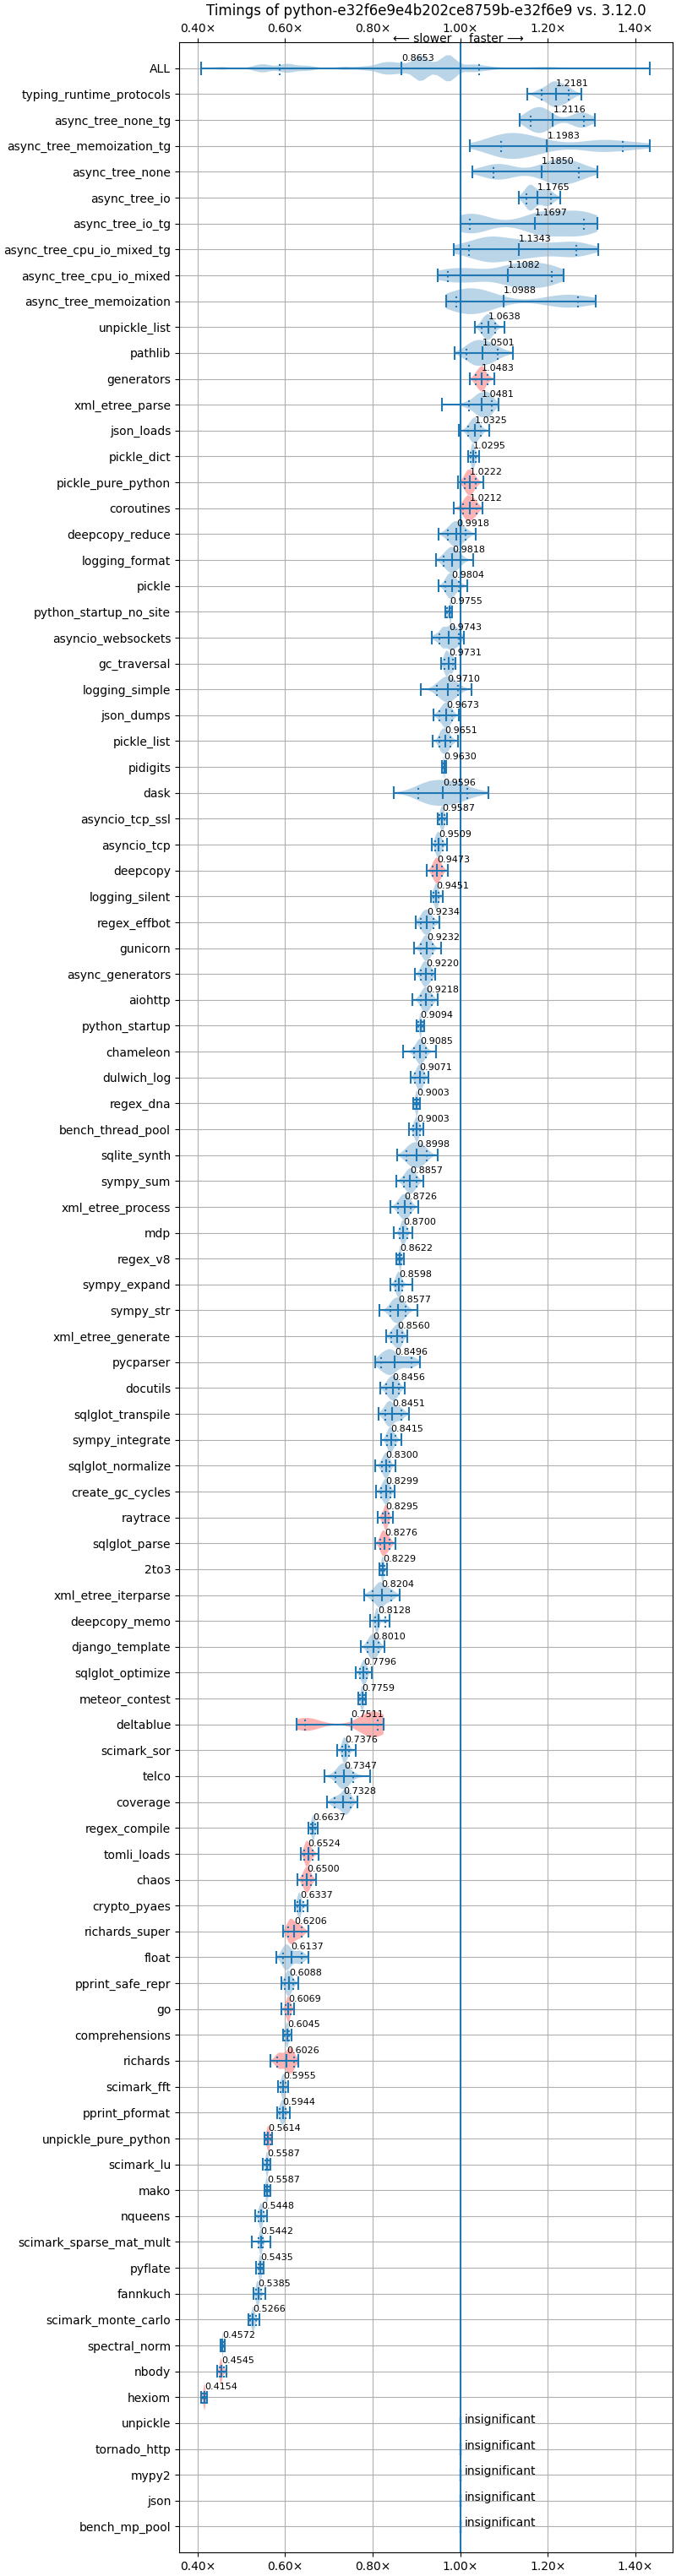 Timings of python-e32f6e9e4b202ce8759b-e32f6e9 vs. 3.12.0
0.40× 0.60× 0.80× 1.00× 1.20× 1.40×
⟵ slower faster ⟶
ALL 0.8653
typing_runtime_protocols 1.2181
async_tree_none_tg 1.2116
async_tree_memoization_tg 1.1983
async_tree_none 1.1850
async_tree_io 1.1765
async_tree_io_tg 1.1697
async_tree_cpu_io_mixed_tg 1.1343
async_tree_cpu_io_mixed 1.1082
async_tree_memoization 1.0988
unpickle_list 1.0638
pathlib 1.0501
generators 1.0483
xml_etree_parse 1.0481
json_loads 1.0325
pickle_dict 1.0295
pickle_pure_python 1.0222
coroutines 1.0212
deepcopy_reduce 0.9918
logging_format 0.9818
pickle 0.9804
python_startup_no_site 0.9755
asyncio_websockets 0.9743
gc_traversal 0.9731
logging_simple 0.9710
json_dumps 0.9673
pickle_list 0.9651
pidigits 0.9630
dask 0.9596
asyncio_tcp_ssl 0.9587
asyncio_tcp 0.9509
deepcopy 0.9473
logging_silent 0.9451
regex_effbot 0.9234
gunicorn 0.9232
async_generators 0.9220
aiohttp 0.9218
python_startup 0.9094
chameleon 0.9085
dulwich_log 0.9071
regex_dna 0.9003
bench_thread_pool 0.9003
sqlite_synth 0.8998
sympy_sum 0.8857
xml_etree_process 0.8726
mdp 0.8700
regex_v8 0.8622
sympy_expand 0.8598
sympy_str 0.8577
xml_etree_generate 0.8560
pycparser 0.8496
docutils 0.8456
sqlglot_transpile 0.8451
sympy_integrate 0.8415
sqlglot_normalize 0.8300
create_gc_cycles 0.8299
raytrace 0.8295
sqlglot_parse 0.8276
2to3 0.8229
xml_etree_iterparse 0.8204
deepcopy_memo 0.8128
django_template 0.8010
sqlglot_optimize 0.7796
meteor_contest 0.7759
deltablue 0.7511
scimark_sor 0.7376
telco 0.7347
coverage 0.7328
regex_compile 0.6637
tomli_loads 0.6524
chaos 0.6500
crypto_pyaes 0.6337
richards_super 0.6206
float 0.6137
pprint_safe_repr 0.6088
go 0.6069
comprehensions 0.6045
richards 0.6026
scimark_fft 0.5955
pprint_pformat 0.5944
unpickle_pure_python 0.5614
scimark_lu 0.5587
mako 0.5587
nqueens 0.5448
scimark_sparse_mat_mult 0.5442
pyflate 0.5435
fannkuch 0.5385
scimark_monte_carlo 0.5266
spectral_norm 0.4572
nbody 0.4545
hexiom 0.4154
unpickle insignificant
tornado_http insignificant
mypy2 insignificant
json insignificant
bench_mp_pool insignificant
0.40× 0.60× 0.80× 1.00× 1.20× 1.40×